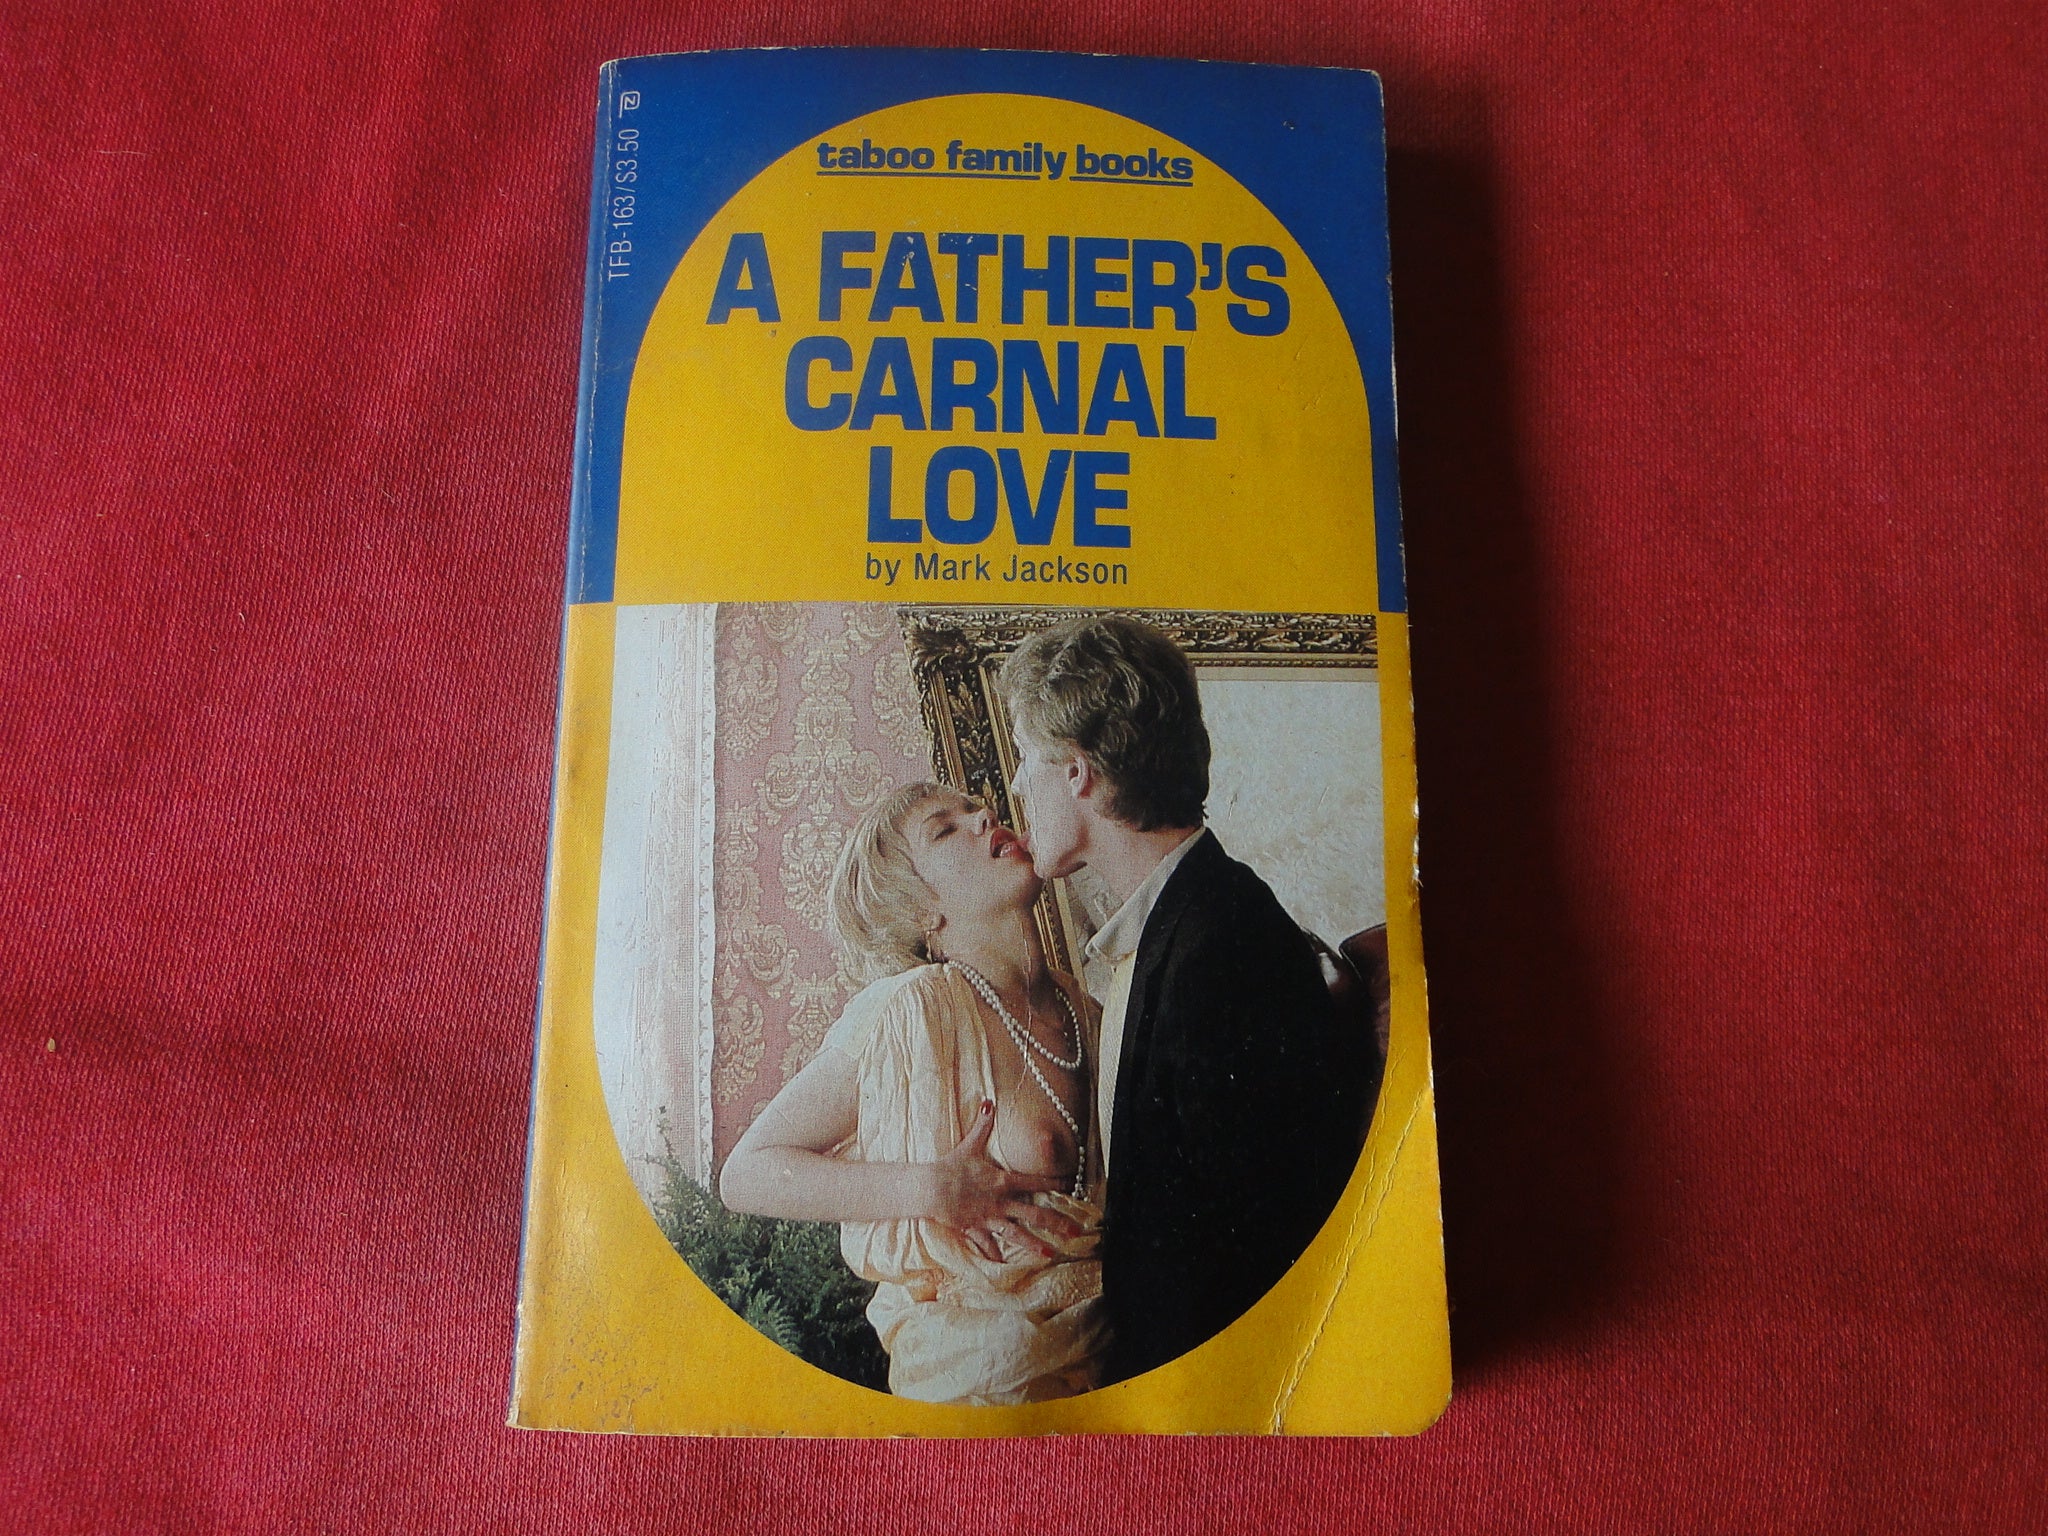 TFB-163/$3.50
taboo family books
A FATHER'S
CARNAL
LOVE
by Mark Jackson